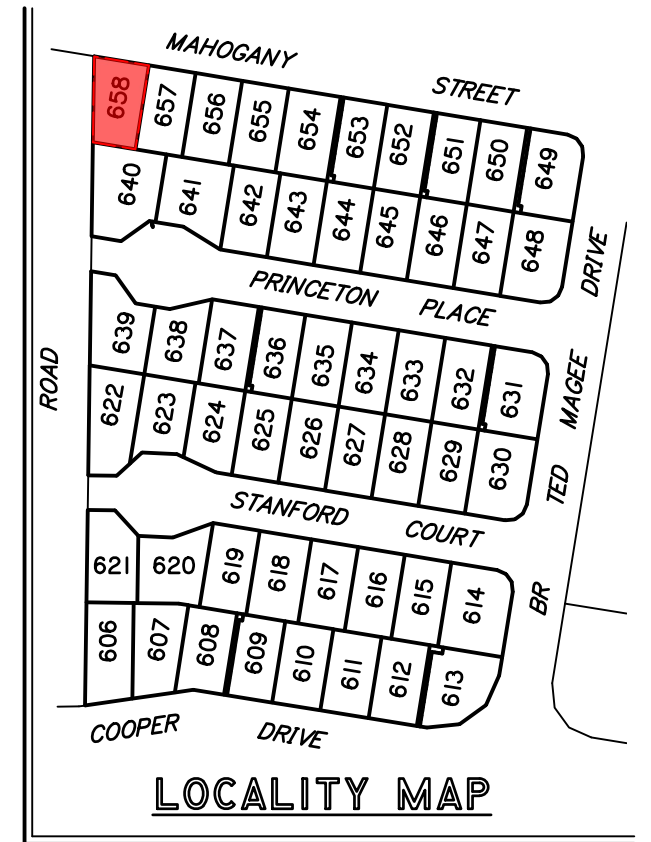 MAHOGANY STREET
658 657 656 655 654 653 652 651 650 649
640 641 642 643 644 645 646 647 648
PRINCETON PLACE
DRIVE
639 638 637 636 635 634 633 632 631
ROAD
MAGEE
622 623 624 625 626 627 628 629 630
TED
STANFORD COURT
BR
621 620 619 618 617 616 615 614
606 607 608 609 610 611 612 613
COOPER DRIVE
LOCALITY MAP